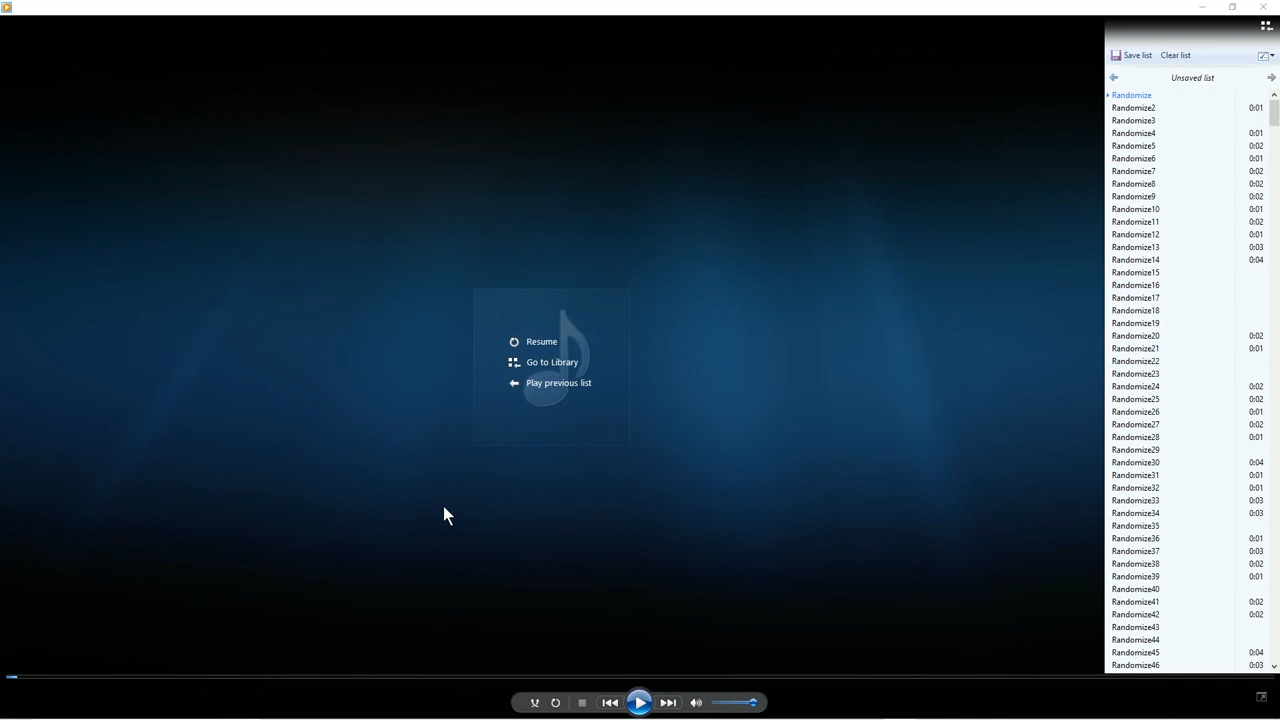 Save list Clear list
Unsaved list
Randomize
Randomize2 0:01
Randomize3
Randomize4 0:01
Randomize5 0:02
Randomize6 0:01
Randomize7 0:02
Randomize8 0:02
Randomize9 0:02
Randomize10 0:01
Randomize11 0:02
Randomize12 0:01
Randomize13 0:03
Randomize14 0:04
Randomize15
Randomize16
Randomize17
Randomize18
Randomize19
Randomize20 0:02
Randomize21 0:01
Randomize22
Randomize23
Randomize24 0:02
Randomize25 0:02
Randomize26 0:01
Randomize27 0:02
Randomize28 0:01
Randomize29
Randomize30 0:04
Randomize31 0:01
Randomize32 0:01
Randomize33 0:03
Randomize34 0:03
Randomize35
Randomize36 0:01
Randomize37 0:03
Randomize38 0:02
Randomize39 0:01
Randomize40
Randomize41 0:02
Randomize42 0:02
Randomize43
Randomize44
Randomize45 0:04
Randomize46 0:03
Resume
Go to Library
Play previous list